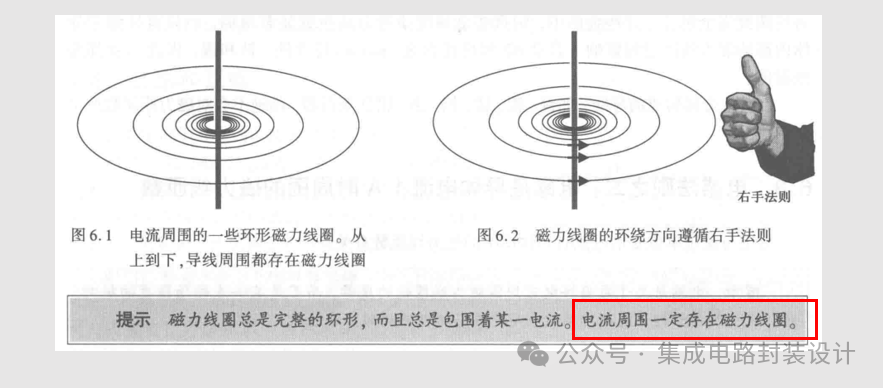 右手法则
图 6.1 电流周围的一些环形磁力线圈。从
上到下,导线周围都存在磁力线圈
图 6.2 磁力线圈的环绕方向遵循右手法则
提示 磁力线圈总是完整的环形,而且总是包围着某一电流。电流周围一定存在磁力线圈。
公众号·集成电路封装设计